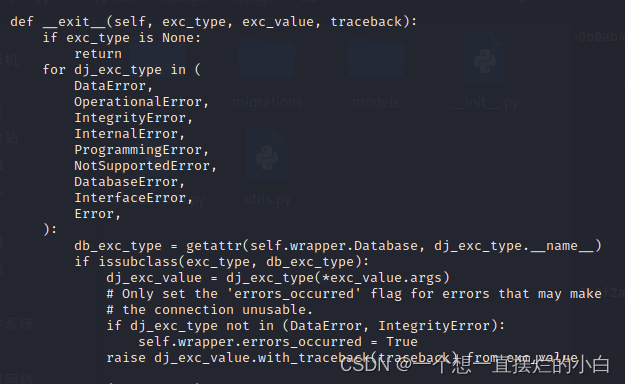 def __exit__(self, exc_type, exc_value, traceback):
    if exc_type is None:
        return
    for dj_exc_type in (
        DataError,
        OperationalError,
        IntegrityError,
        InternalError,
        ProgrammingError,
        NotSupportedError,
        DatabaseError,
        InterfaceError,
        Error,
    ):
        db_exc_type = getattr(self.wrapper.Database, dj_exc_type.__name__)
        if issubclass(exc_type, db_exc_type):
            dj_exc_value = dj_exc_type(*exc_value.args)
            # Only set the 'errors_occurred' flag for errors that may make
            # the connection unusable.
            if dj_exc_type not in (DataError, IntegrityError):
                self.wrapper.errors_occurred = True
            raise dj_exc_value.with_traceback(traceback) from exc_value
migrations
models
__init__.py
utils.py
CSDN @一个想一直摆烂的小白